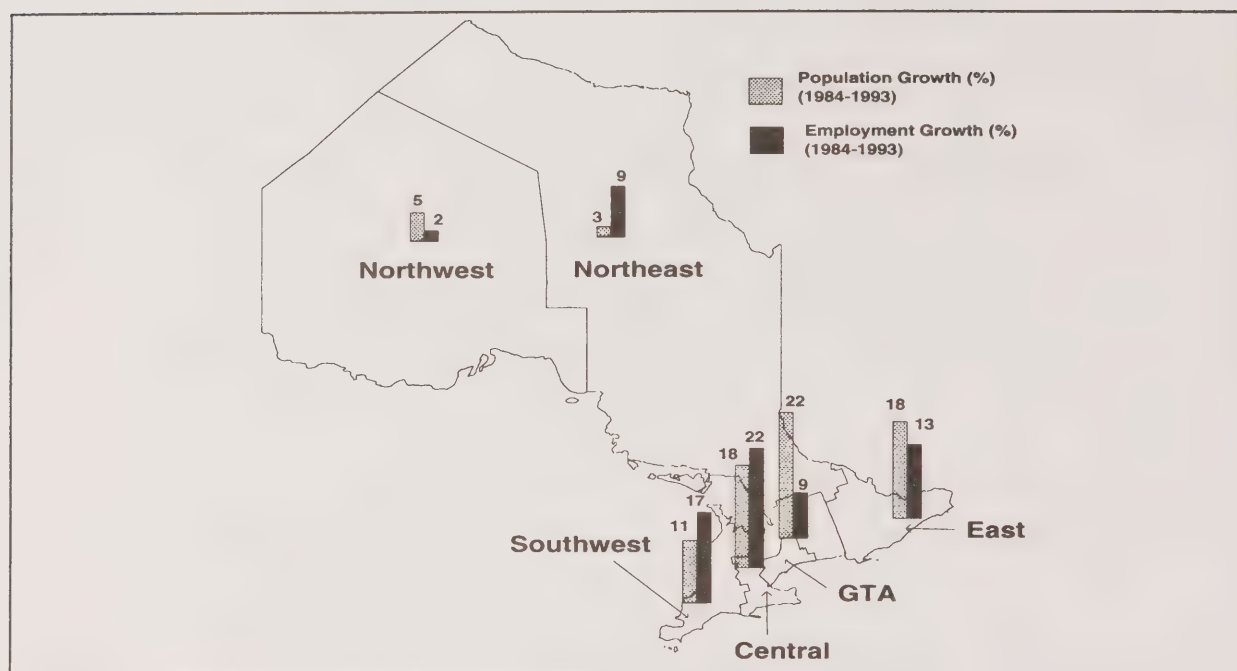 Population Growth (%)
(1984-1993)
Employment Growth (%)
(1984-1993)
5
2
Northwest
3
9
Northeast
11
17
Southwest
18
22
Central
22
9
GTA
18
13
East